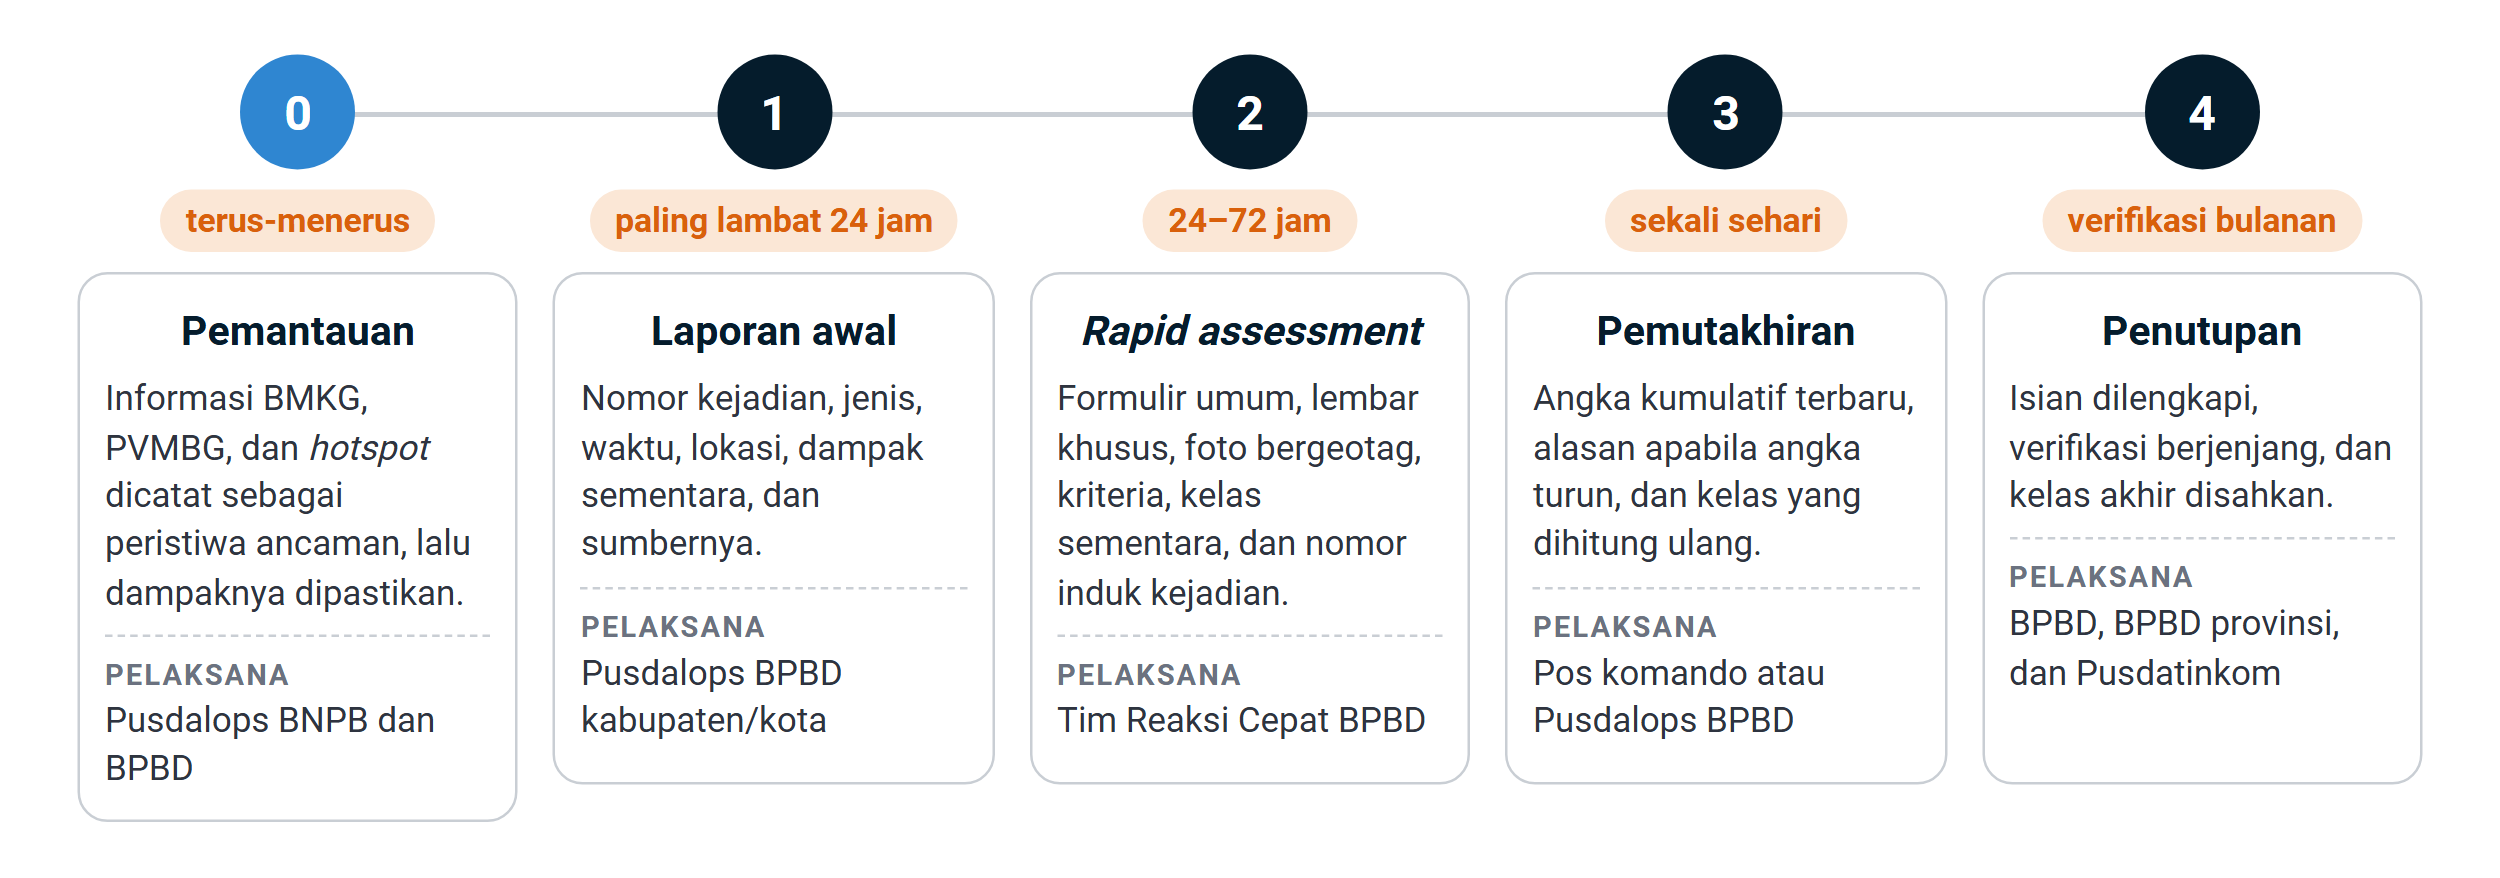 0
terus-menerus
Pemantauan
Informasi BMKG,
PVMBG, dan hotspot
dicatat sebagai
peristiwa ancaman, lalu
dampaknya dipastikan.
PELAKSANA
Pusdalops BNPB dan
BPBD
1
paling lambat 24 jam
Laporan awal
Nomor kejadian, jenis,
waktu, lokasi, dampak
sementara, dan
sumbernya.
PELAKSANA
Pusdalops BPBD
kabupaten/kota
2
24–72 jam
Rapid assessment
Formulir umum, lembar
khusus, foto bergeotag,
kriteria, kelas
sementara, dan nomor
induk kejadian.
PELAKSANA
Tim Reaksi Cepat BPBD
3
sekali sehari
Pemutakhiran
Angka kumulatif terbaru,
alasan apabila angka
turun, dan kelas yang
dihitung ulang.
PELAKSANA
Pos komando atau
Pusdalops BPBD
4
verifikasi bulanan
Penutupan
Isian dilengkapi,
verifikasi berjenjang, dan
kelas akhir disahkan.
PELAKSANA
BPBD, BPBD provinsi,
dan Pusdatinkom